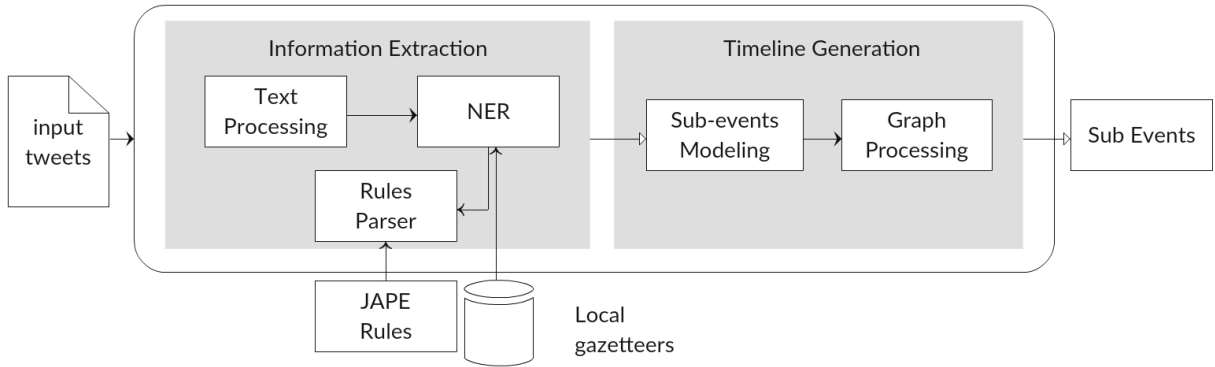 Information Extraction
Timeline Generation
input
tweets
Text
Processing
NER
Sub-events
Modeling
Graph
Processing
Sub Events
Rules
Parser
JAPE
Rules
Local
gazetteers